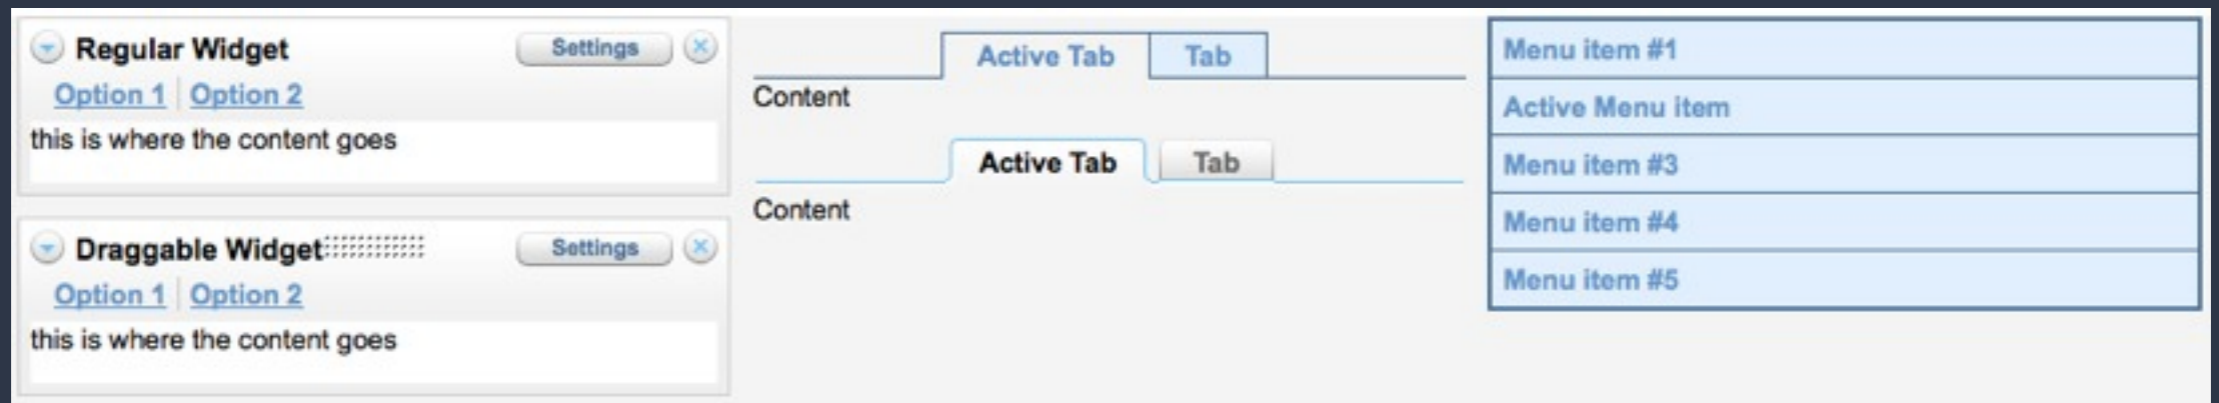 Regular Widget Settings
Option 1 Option 2
this is where the content goes
Draggable Widget Settings
Option 1 Option 2
this is where the content goes
Active Tab Tab
Content
Active Tab Tab
Content
Menu item #1
Active Menu item
Menu item #3
Menu item #4
Menu item #5